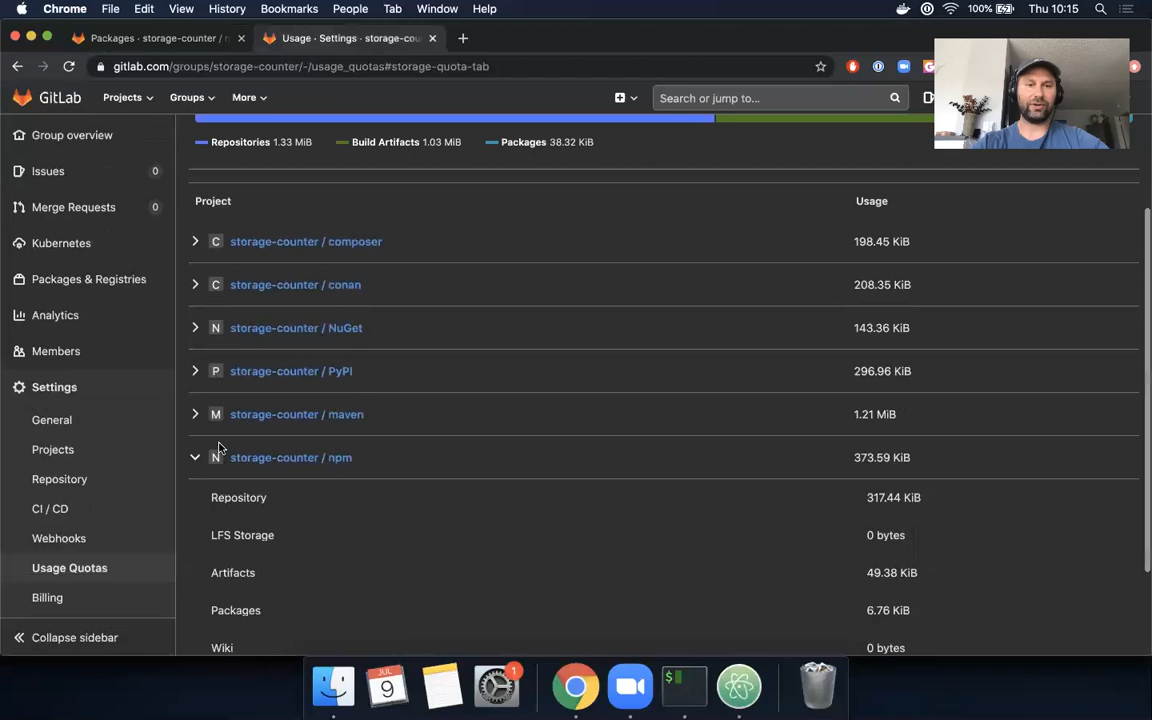 Chrome File Edit View History Bookmarks People Tab Window Help 100% Thu 10:15
Packages · storage-counter / Usage · Settings · storage-cou
gitlab.com/groups/storage-counter/-/usage_quotas#storage-quota-tab
GitLab Projects Groups More Search or jump to...
Group overview
Issues 0
Merge Requests 0
Kubernetes
Packages & Registries
Analytics
Members
Settings
General
Projects
Repository
CI / CD
Webhooks
Usage Quotas
Billing
Collapse sidebar
Repositories 1.33 MiB Build Artifacts 1.03 MiB Packages 38.32 KiB
Project Usage
C storage-counter / composer 198.45 KiB
C storage-counter / conan 208.35 KiB
N storage-counter / NuGet 143.36 KiB
P storage-counter / PyPI 296.96 KiB
M storage-counter / maven 1.21 MiB
N storage-counter / npm 373.59 KiB
Repository 317.44 KiB
LFS Storage 0 bytes
Artifacts 49.38 KiB
Packages 6.76 KiB
Wiki 0 bytes
JUL
9
1
$